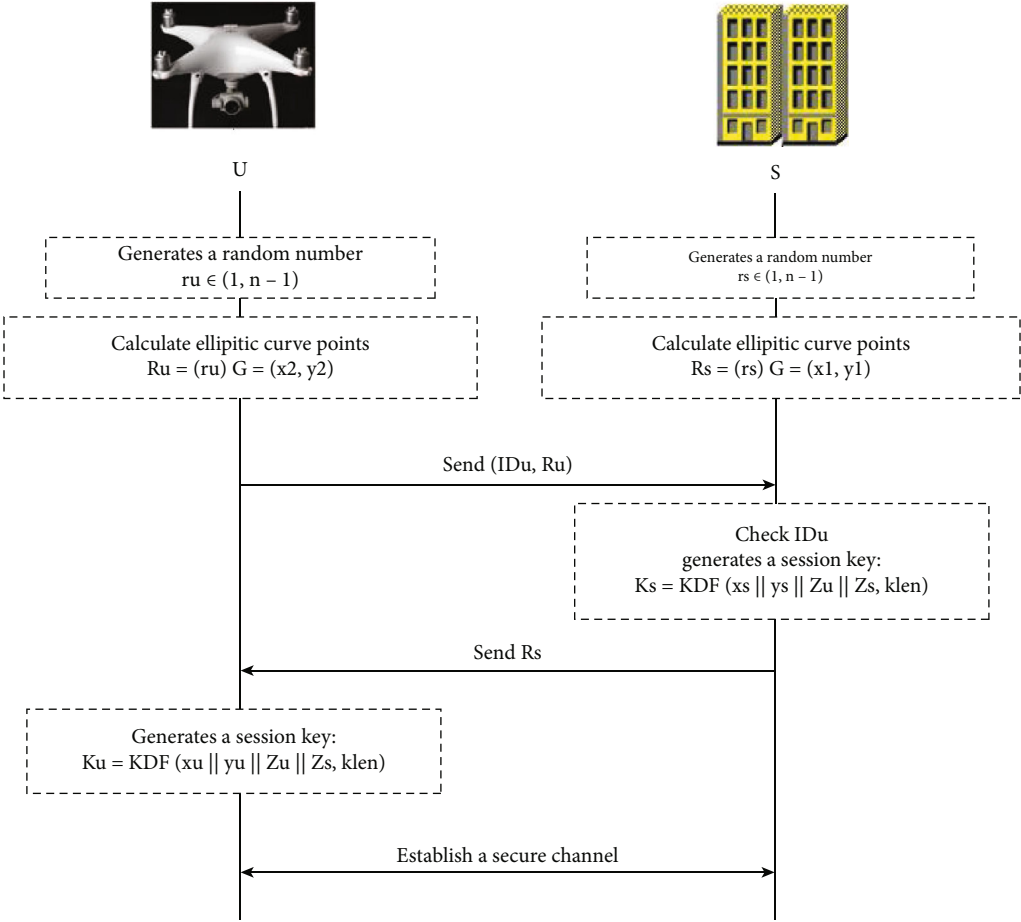 U
S
Generates a random number
ru ∈ (1, n – 1)
Generates a random number
rs ∈ (1, n – 1)
Calculate ellipitic curve points
Ru = (ru) G = (x2, y2)
Calculate ellipitic curve points
Rs = (rs) G = (x1, y1)
Send (IDu, Ru)
Check IDu
generates a session key:
Ks = KDF (xs || ys || Zu || Zs, klen)
Send Rs
Generates a session key:
Ku = KDF (xu || yu || Zu || Zs, klen)
Establish a secure channel